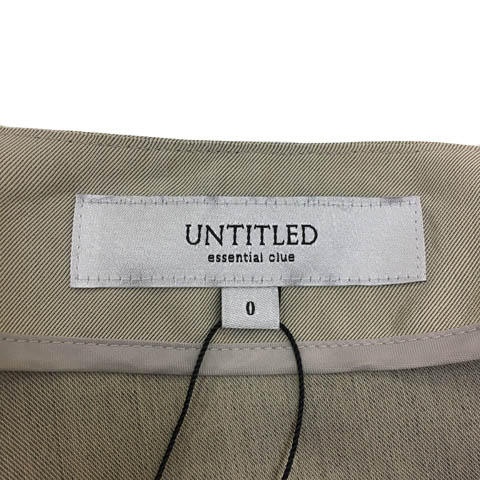 UNTITLED
essential clue
0